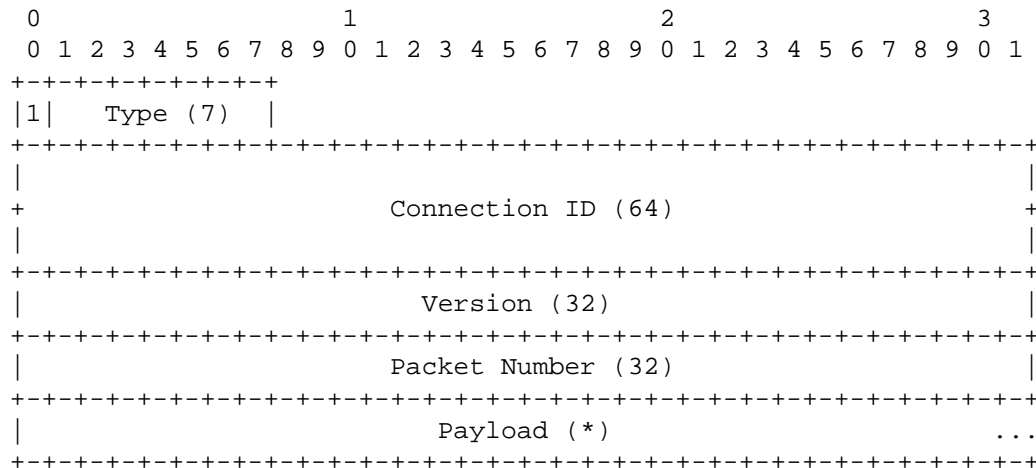 0                   1                   2                   3
 0 1 2 3 4 5 6 7 8 9 0 1 2 3 4 5 6 7 8 9 0 1 2 3 4 5 6 7 8 9 0 1
+-+-+-+-+-+-+-+-+
|1|   Type (7)  |
+-+-+-+-+-+-+-+-+-+-+-+-+-+-+-+-+-+-+-+-+-+-+-+-+-+-+-+-+-+-+-+-+
|                                                               |
+                       Connection ID (64)                      +
|                                                               |
+-+-+-+-+-+-+-+-+-+-+-+-+-+-+-+-+-+-+-+-+-+-+-+-+-+-+-+-+-+-+-+-+
|                         Version (32)                          |
+-+-+-+-+-+-+-+-+-+-+-+-+-+-+-+-+-+-+-+-+-+-+-+-+-+-+-+-+-+-+-+-+
|                       Packet Number (32)                      |
+-+-+-+-+-+-+-+-+-+-+-+-+-+-+-+-+-+-+-+-+-+-+-+-+-+-+-+-+-+-+-+-+
|                          Payload (*)                        ...
+-+-+-+-+-+-+-+-+-+-+-+-+-+-+-+-+-+-+-+-+-+-+-+-+-+-+-+-+-+-+-+-+